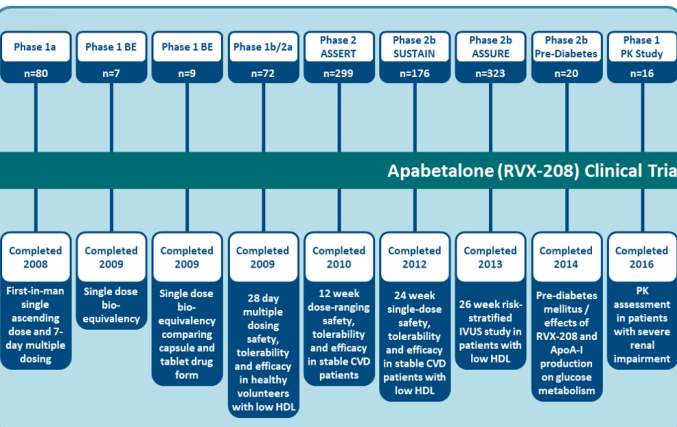 Phase 1a
n=80
Phase 1 BE
n=7
Phase 1 BE
n=9
Phase 1b/2a
n=72
Phase 2
ASSERT
n=299
Phase 2b
SUSTAIN
n=176
Phase 2b
ASSURE
n=323
Phase 2b
Pre-Diabetes
n=20
Phase 1
PK Study
n=16
Apabetalone (RVX-208) Clinical Tria
Completed
2008
First-in-man
single
ascending
dose and 7-
day multiple
dosing
Completed
2009
Single dose
bio-
equivalency
Completed
2009
Single dose
bio-
equivalency
comparing
capsule and
tablet drug
form
Completed
2009
28 day
multiple
dosing
safety,
tolerability
and efficacy
in healthy
volunteers
with low HDL
Completed
2010
12 week
dose-ranging
safety,
tolerability
and efficacy
in stable CVD
patients
Completed
2012
24 week
single-dose
safety,
tolerability
and efficacy
in stable CVD
patients with
low HDL
Completed
2013
26 week risk-
stratified
IVUS study in
patients with
low HDL
Completed
2014
Pre-diabetes
mellitus /
effects of
RVX-208 and
ApoA-I
production
on glucose
metabolism
Completed
2016
PK
assessment
in patients
with severe
renal
impairment